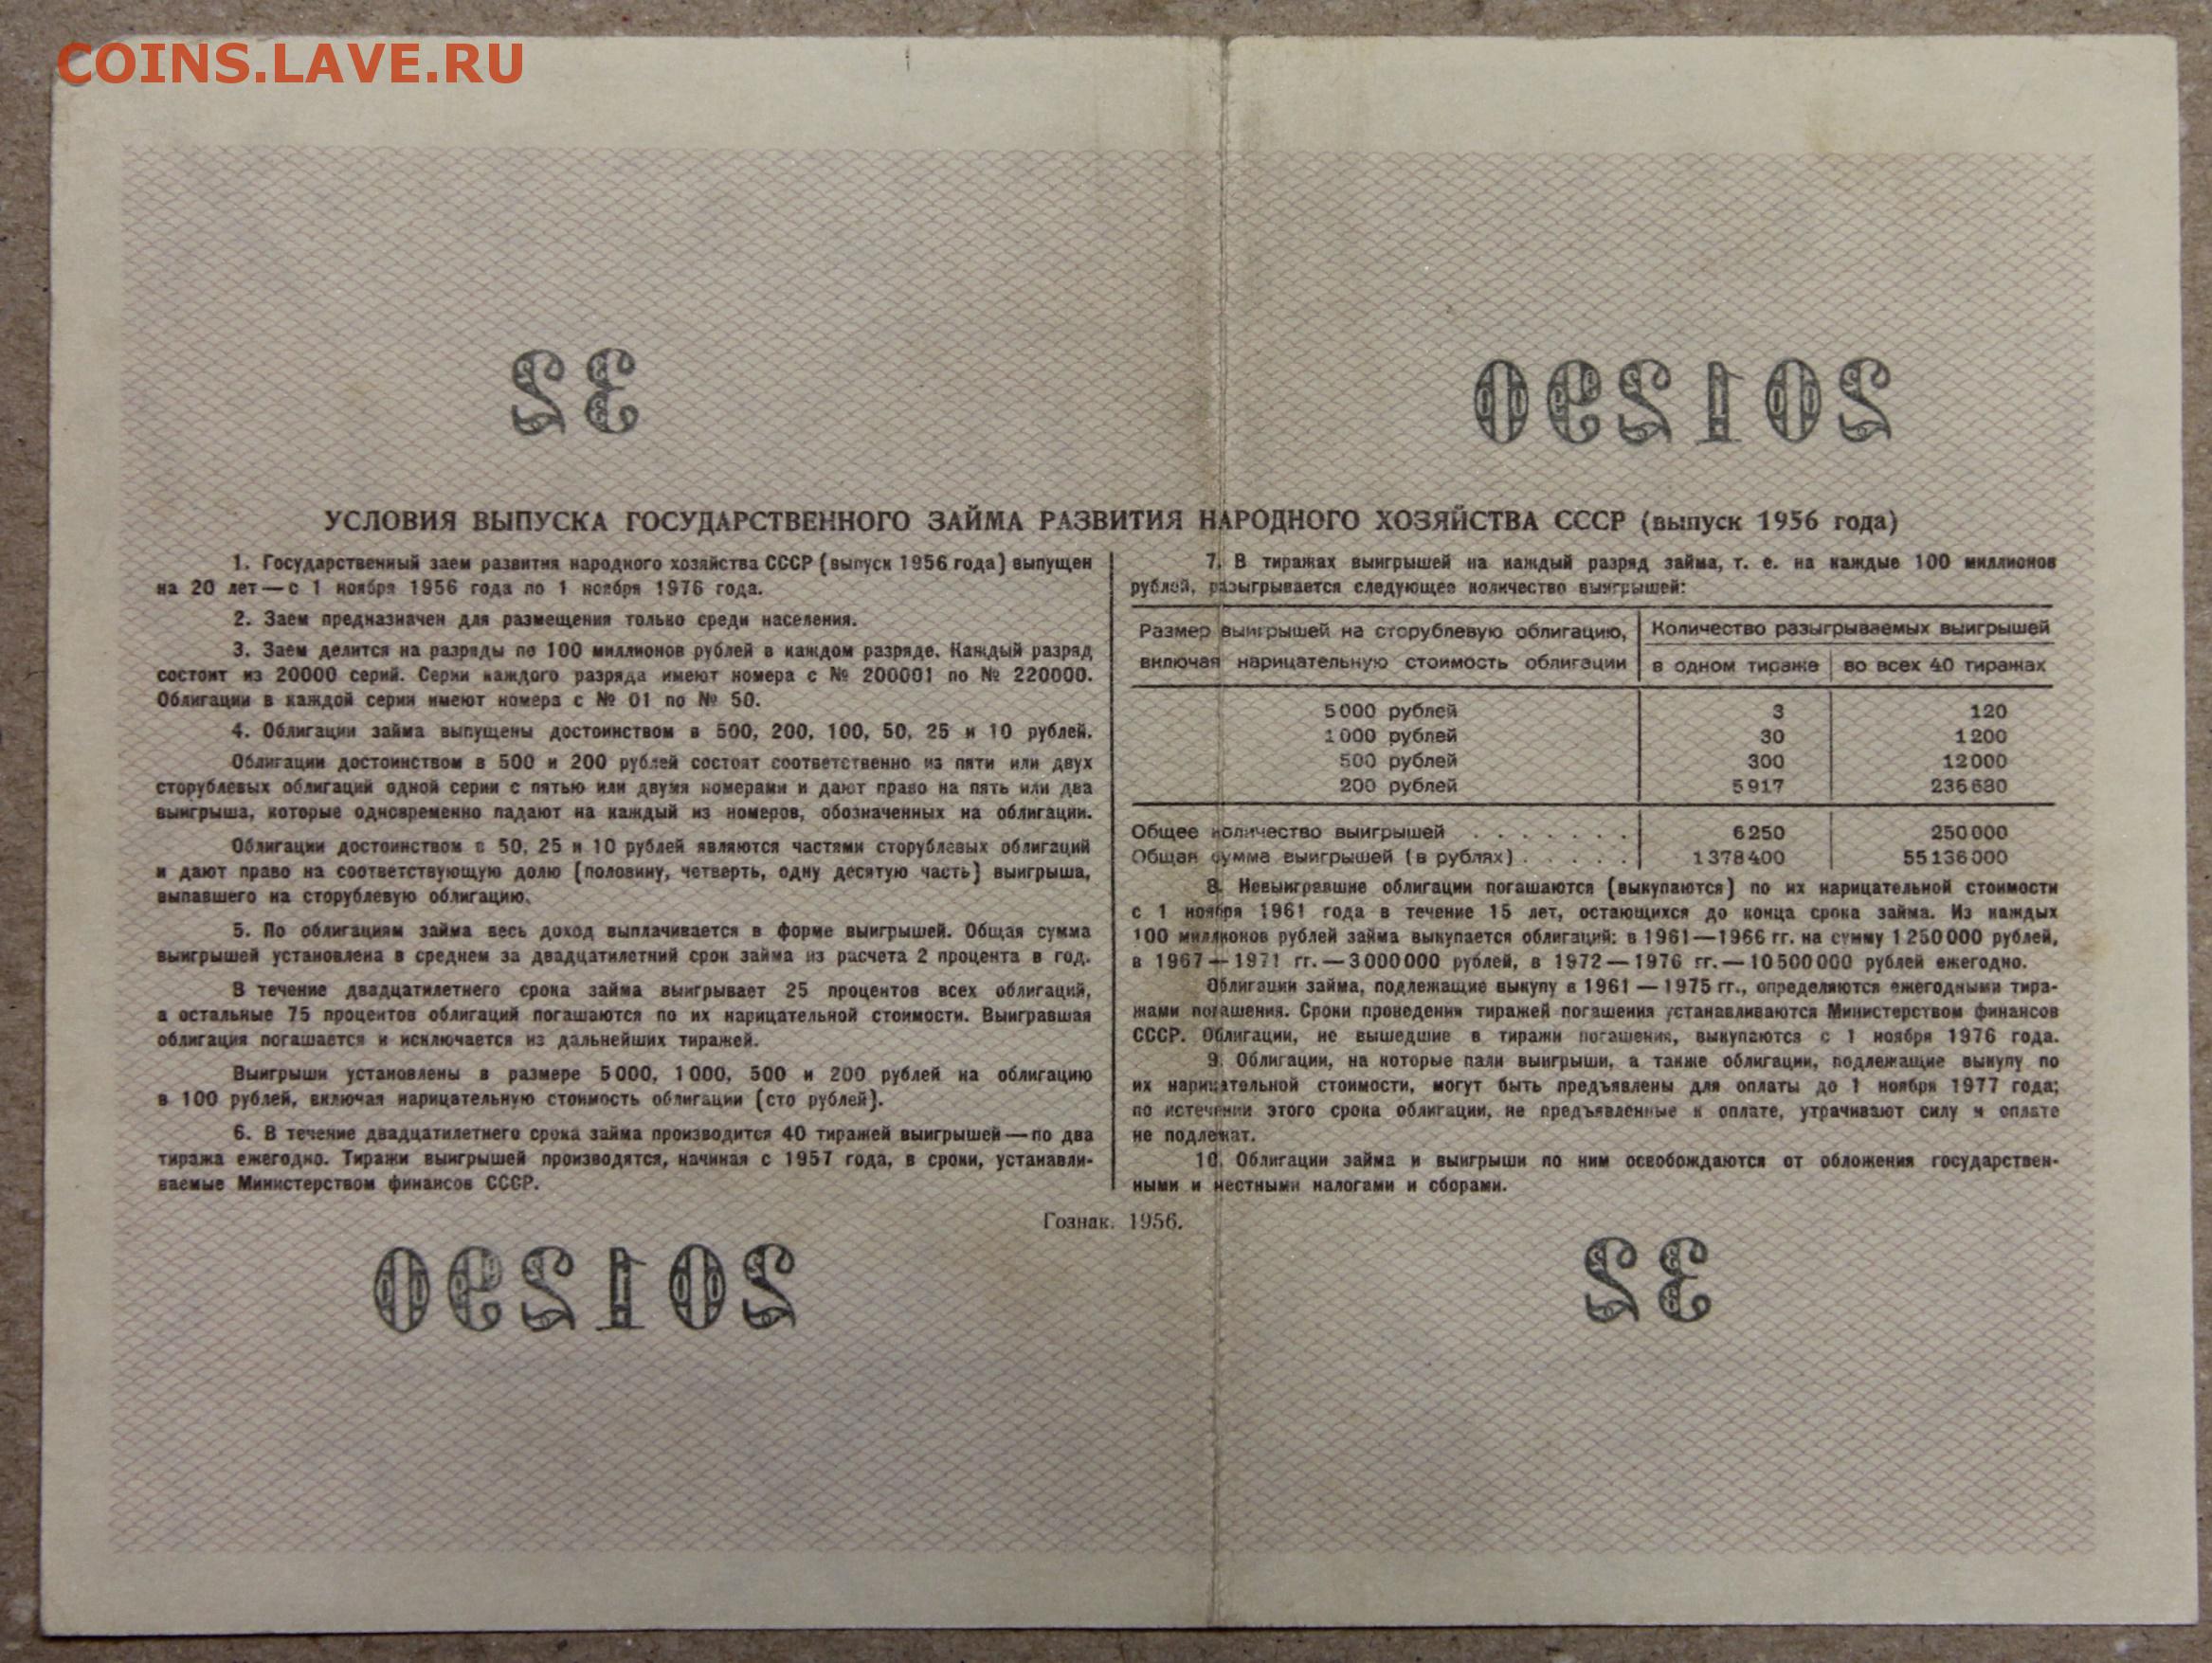 COINS.LAVE.RU
32 201290
УСЛОВИЯ ВЫПУСКА ГОСУДАРСТВЕННОГО ЗАЙМА РАЗВИТИЯ НАРОДНОГО ХОЗЯЙСТВА СССР (выпуск 1956 года)
1. Государственный заем развития народного хозяйства СССР (выпуск 1956 года) выпущен
на 20 лет — с 1 ноября 1956 года по 1 ноября 1976 года.
2. Заем предназначен для размещения только среди населения.
3. Заем делится на разряды по 100 миллионов рублей в каждом разряде. Каждый разряд
состоит из 20000 серий. Серии каждого разряда имеют номера с № 200001 по № 220000.
Облигации в каждой серии имеют номера с № 01 по № 50.
4. Облигации займа выпущены достоинством в 500, 200, 100, 50, 25 и 10 рублей.
Облигации достоинством в 500 и 200 рублей состоят соответственно из пяти или двух
сторублевых облигаций одной серии с пятью или двумя номерами и дают право на пять или два
выигрыша, которые одновременно падают на каждый из номеров, обозначенных на облигации.
Облигации достоинством в 50, 25 и 10 рублей являются частями сторублевых облигаций
и дают право на соответствующую долю (половину, четверть, одну десятую часть) выигрыша,
выпавшего на сторублевую облигацию.
5. По облигациям займа весь доход выплачивается в форме выигрышей. Общая сумма
выигрышей установлена в среднем за двадцатилетний срок займа из расчета 2 процента в год.
В течение двадцатилетнего срока займа выигрывает 25 процентов всех облигаций,
а остальные 75 процентов облигаций погашаются по их нарицательной стоимости. Выигравшая
облигация погашается и исключается из дальнейших тиражей.
Выигрыши установлены в размере 5000, 1000, 500 и 200 рублей на облигацию
в 100 рублей, включая нарицательную стоимость облигации (сто рублей).
6. В течение двадцатилетнего срока займа производится 40 тиражей выигрышей — по два
тиража ежегодно. Тиражи выигрышей производятся, начиная с 1957 года, в сроки, устанавли-
ваемые Министерством финансов СССР.
7. В тиражах выигрышей на каждый разряд займа, т. е. на каждые 100 миллионов
рублей, разыгрывается следующее количество выигрышей:
Размер выигрышей на сторублевую облигацию, Количество разыгрываемых выигрышей
включая нарицательную стоимость облигации в одном тираже во всех 40 тиражах
5000 рублей 3 120
1000 рублей 30 1200
500 рублей 300 12000
200 рублей 5917 236680
Общее количество выигрышей . . . . . . . 6250 250000
Общая сумма выигрышей (в рублях) . . . . . 1378400 55136000
8. Невыигравшие облигации погашаются (выкупаются) по их нарицательной стоимости
с 1 ноября 1961 года в течение 15 лет, остающихся до конца срока займа. Из каждых
100 миллионов рублей займа выкупается облигаций: в 1961—1966 гг. на сумму 1250000 рублей,
в 1967—1971 гг.—3000000 рублей, в 1972—1976 гг.—10500000 рублей ежегодно.
Облигации займа, подлежащие выкупу в 1961—1975 гг., определяются ежегодными тира-
жами погашения. Сроки проведения тиражей погашения устанавливаются Министерством финансов
СССР. Облигации, не вышедшие в тиражи погашения, выкупаются с 1 ноября 1976 года.
9. Облигации, на которые пали выигрыши, а также облигации, подлежащие выкупу по
их нарицательной стоимости, могут быть предъявлены для оплаты до 1 ноября 1977 года;
по истечении этого срока облигации, не предъявленные к оплате, утрачивают силу и оплате
не подлежат.
10. Облигации займа и выигрыши по ним освобождаются от обложения государствен-
ными и местными налогами и сборами.
Гознак. 1956.
201290 32